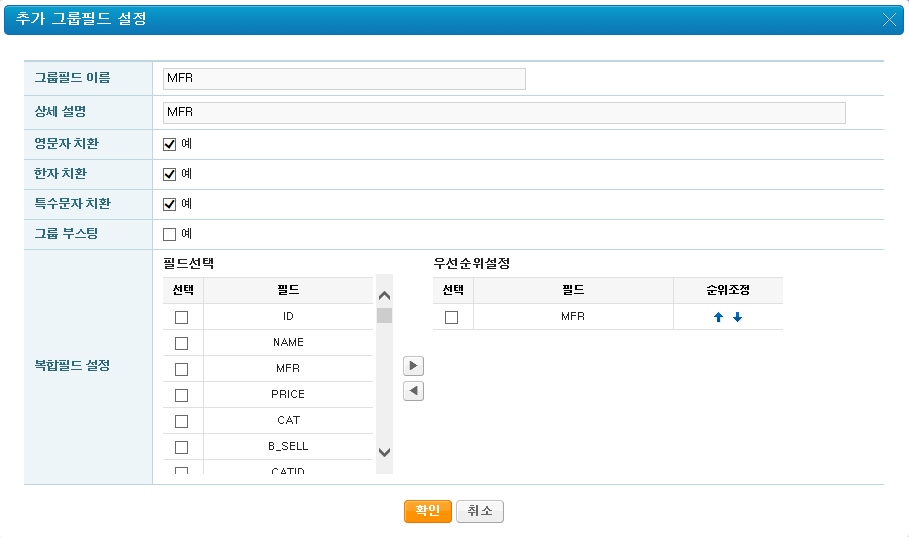 추가 그룹필드 설정
그룹필드 이름 MFR
상세 설명 MFR
영문자 치환 예
한자 치환 예
특수문자 치환 예
그룹 부스팅 예
복합필드 설정
필드선택
선택 필드
ID
NAME
MFR
PRICE
CAT
B_SELL
CATID
우선순위설정
선택 필드 순위조정
MFR
확인 취소